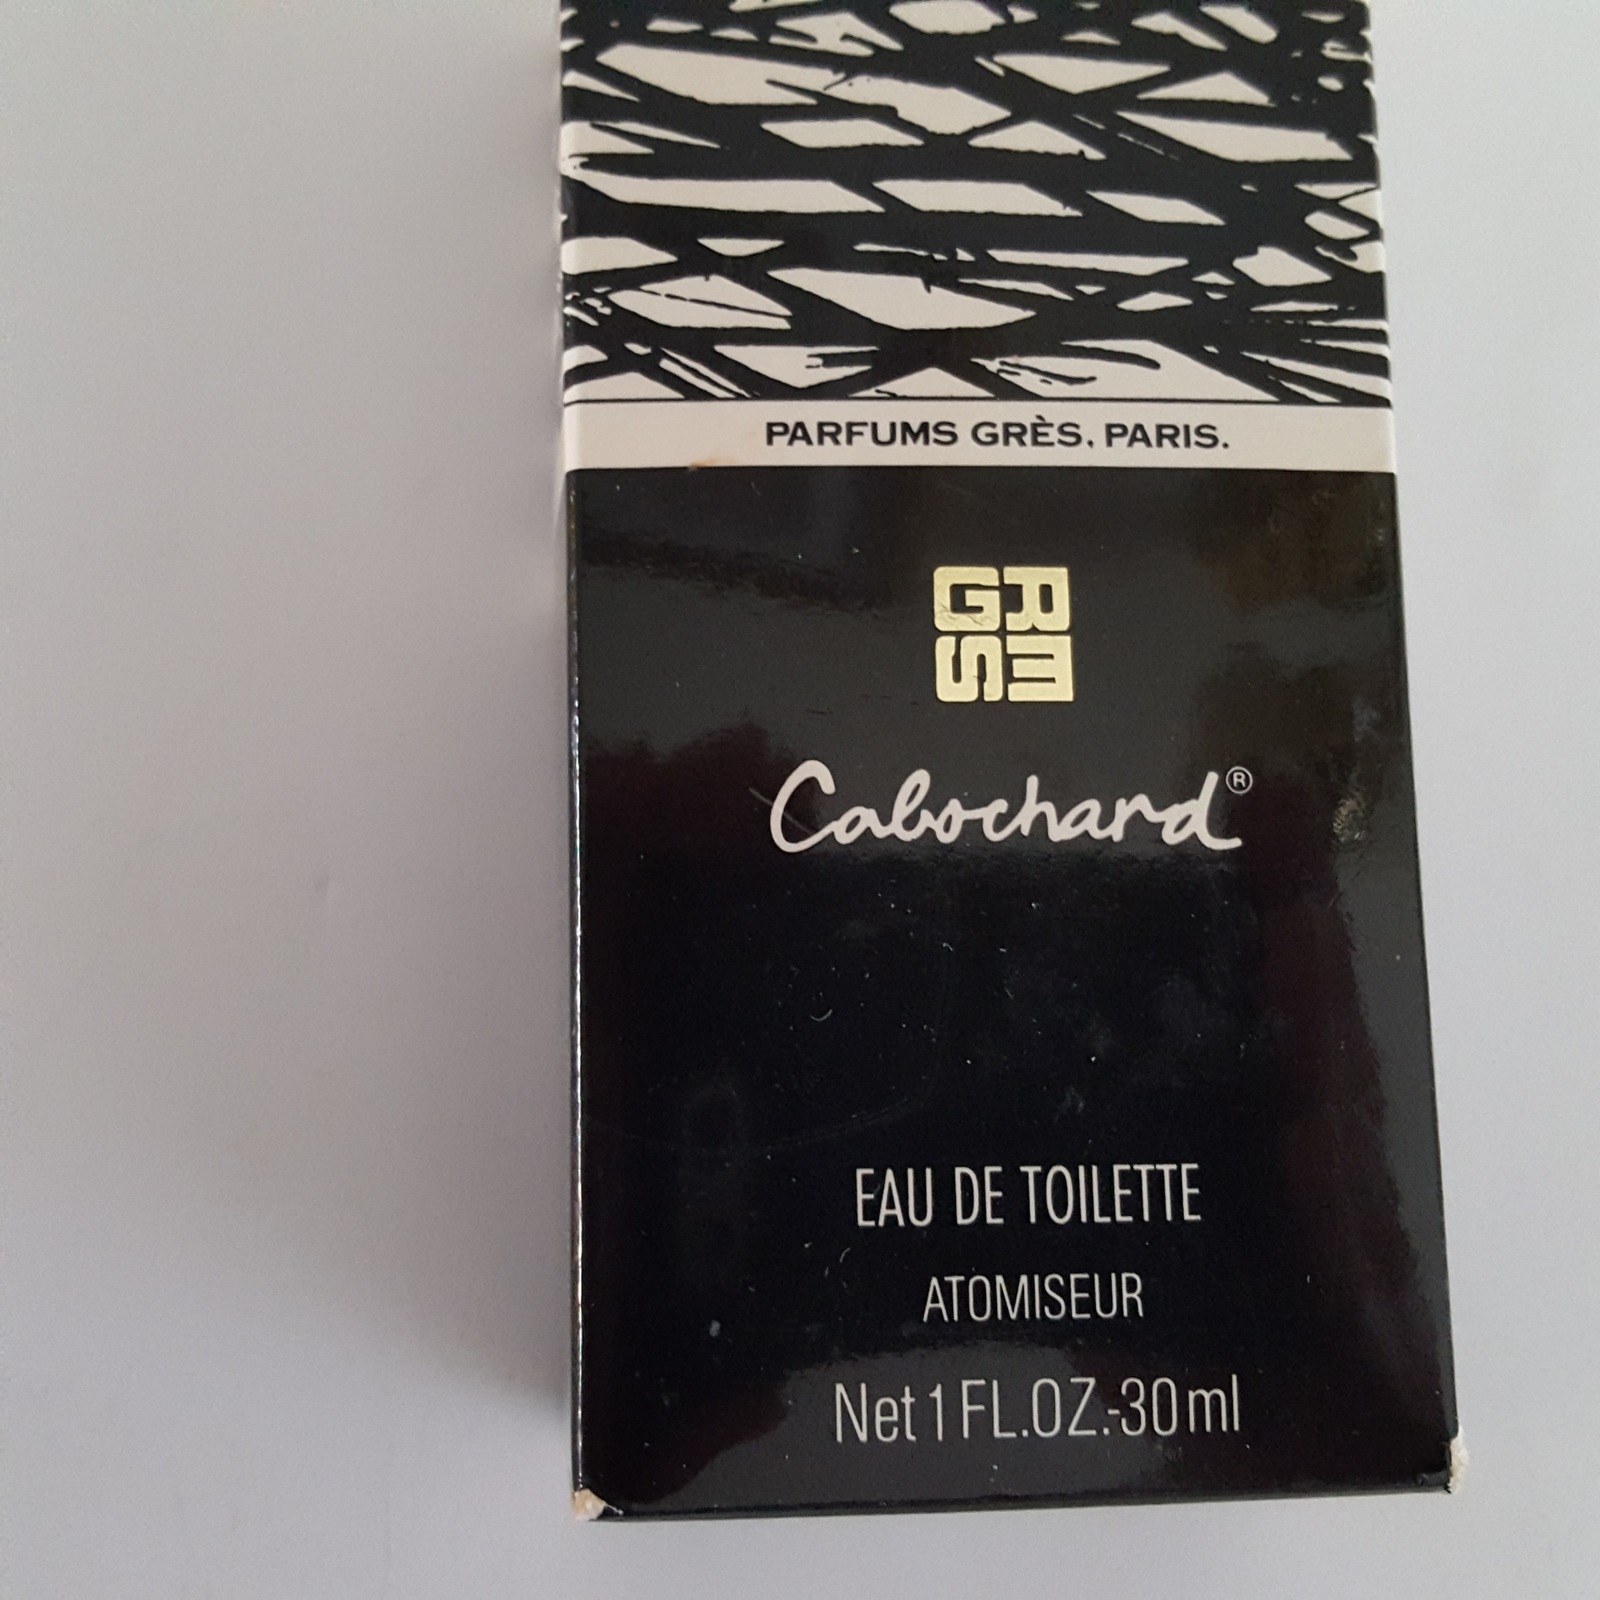 PARFUMS GRÈS. PARIS.
GRES
Cabochard®
EAU DE TOILETTE
ATOMISEUR
Net 1 FL.OZ.-30ml